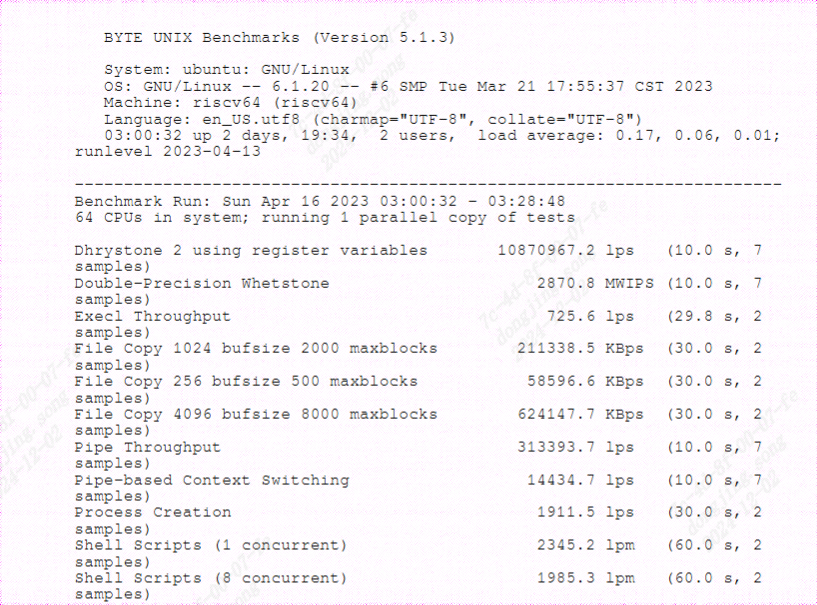 BYTE UNIX Benchmarks (Version 5.1.3)
System: ubuntu: GNU/Linux
OS: GNU/Linux -- 6.1.20 -- #6 SMP Tue Mar 21 17:55:37 CST 2023
Machine: riscv64 (riscv64)
Language: en_US.utf8 (charmap="UTF-8", collate="UTF-8")
03:00:32 up 2 days, 19:34, 2 users, load average: 0.17, 0.06, 0.01;
runlevel 2023-04-13
------------------------------------------------------------------------
Benchmark Run: Sun Apr 16 2023 03:00:32 - 03:28:48
64 CPUs in system; running 1 parallel copy of tests
Dhrystone 2 using register variables 10870967.2 lps (10.0 s, 7
samples)
Double-Precision Whetstone 2870.8 MWIPS (10.0 s, 7
samples)
Execl Throughput 725.6 lps (29.8 s, 2
samples)
File Copy 1024 bufsize 2000 maxblocks 211338.5 KBps (30.0 s, 2
samples)
File Copy 256 bufsize 500 maxblocks 58596.6 KBps (30.0 s, 2
samples)
File Copy 4096 bufsize 8000 maxblocks 624147.7 KBps (30.0 s, 2
samples)
Pipe Throughput 313393.7 lps (10.0 s, 7
samples)
Pipe-based Context Switching 14434.7 lps (10.0 s, 7
samples)
Process Creation 1911.5 lps (30.0 s, 2
samples)
Shell Scripts (1 concurrent) 2345.2 lpm (60.0 s, 2
samples)
Shell Scripts (8 concurrent) 1985.3 lpm (60.0 s, 2
samples)